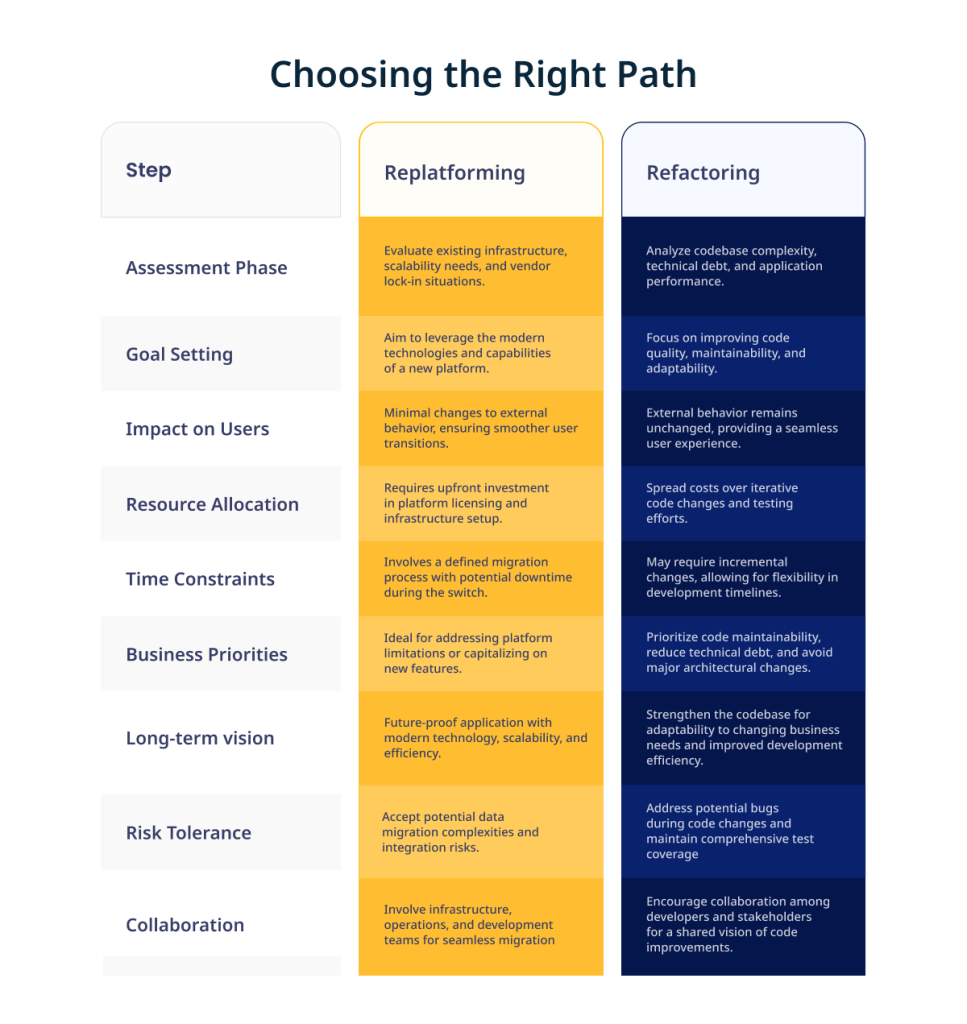 Choosing the Right Path
Step
Replatforming
Refactoring
Assessment Phase
Evaluate existing infrastructure,
scalability needs, and vendor
lock-in situations.
Analyze codebase complexity,
technical debt, and application
performance.
Goal Setting
Aim to leverage the modern
technologies and capabilities
of a new platform.
Focus on improving code
quality, maintainability, and
adaptability.
Impact on Users
Minimal changes to external
behavior, ensuring smoother user
transitions.
External behavior remains
unchanged, providing a seamless
user experience.
Resource Allocation
Requires upfront investment
in platform licensing and
infrastructure setup.
Spread costs over iterative
code changes and testing
efforts.
Time Constraints
Involves a defined migration
process with potential downtime
during the switch.
May require incremental
changes, allowing for flexibility in
development timelines.
Business Priorities
Ideal for addressing platform
limitations or capitalizing on
new features.
Prioritize code maintainability,
reduce technical debt, and avoid
major architectural changes.
Long-term vision
Future-proof application with
modern technology, scalability, and
efficiency.
Strengthen the codebase for
adaptability to changing business
needs and improved development
efficiency.
Risk Tolerance
Accept potential data
migration complexities and
integration risks.
Address potential bugs
during code changes and
maintain comprehensive test
coverage
Collaboration
Involve infrastructure,
operations, and development
teams for seamless migration
Encourage collaboration among
developers and stakeholders
for a shared vision of code
improvements.